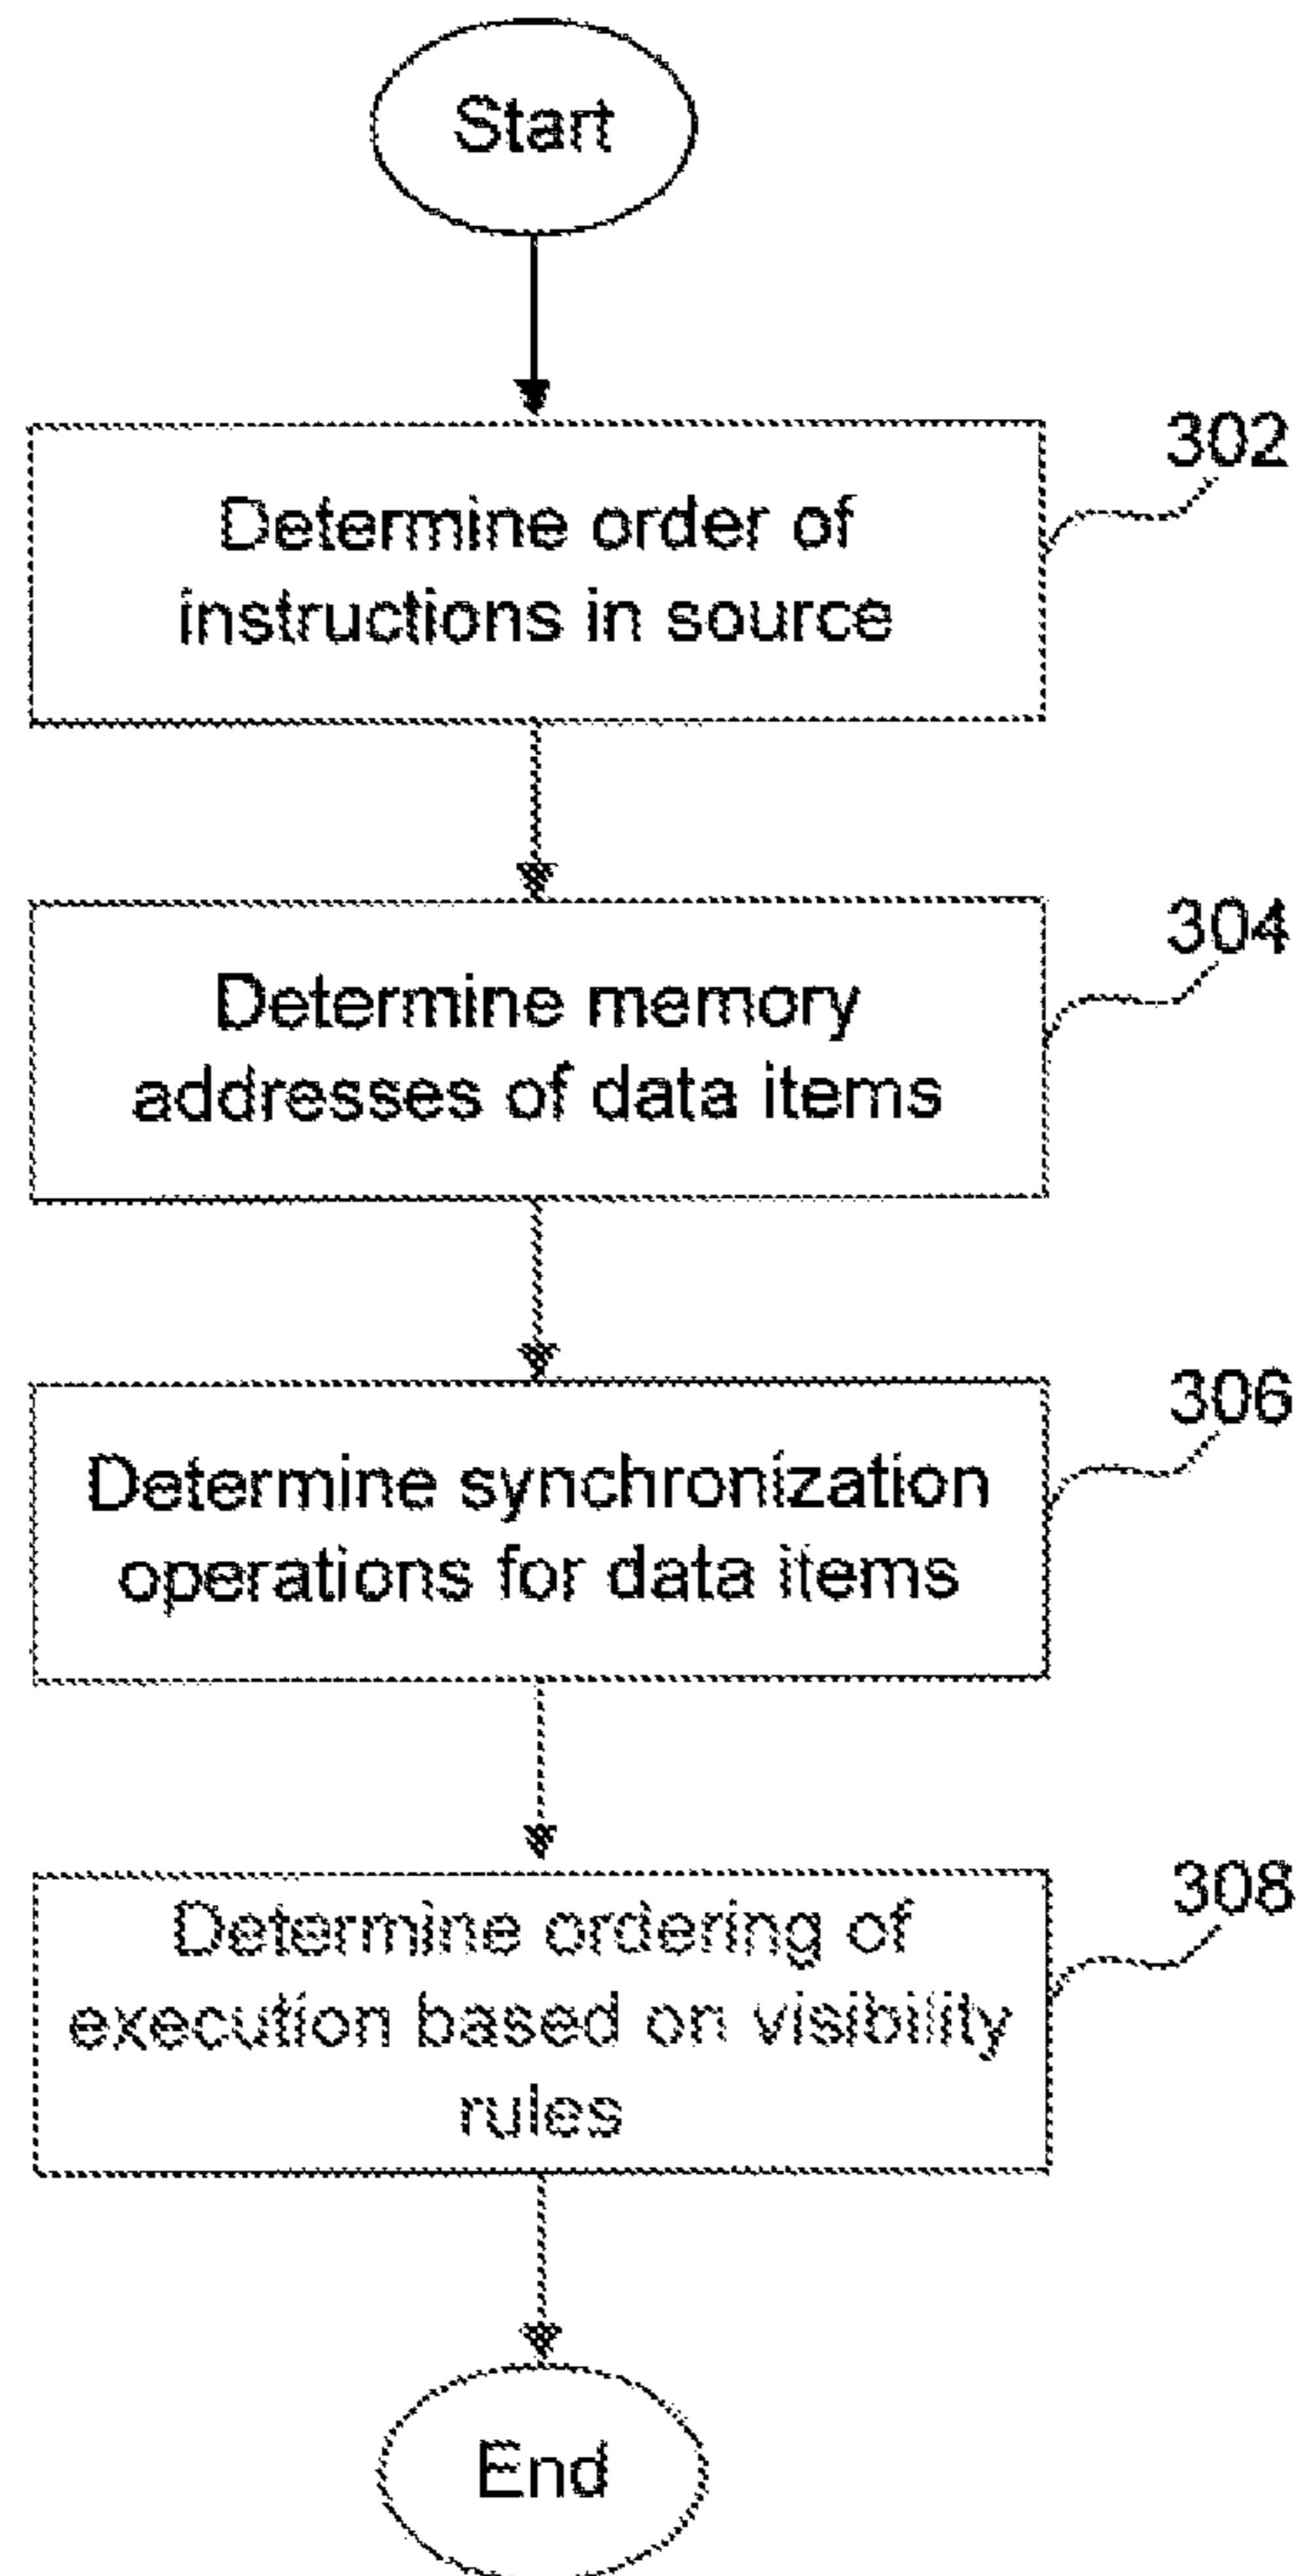 Start
302
Determine order of
instructions in source
304
Determine memory
addresses of data items
306
Determine synchronization
operations for data items
308
Determine ordering of
execution based on visibility
rules
End